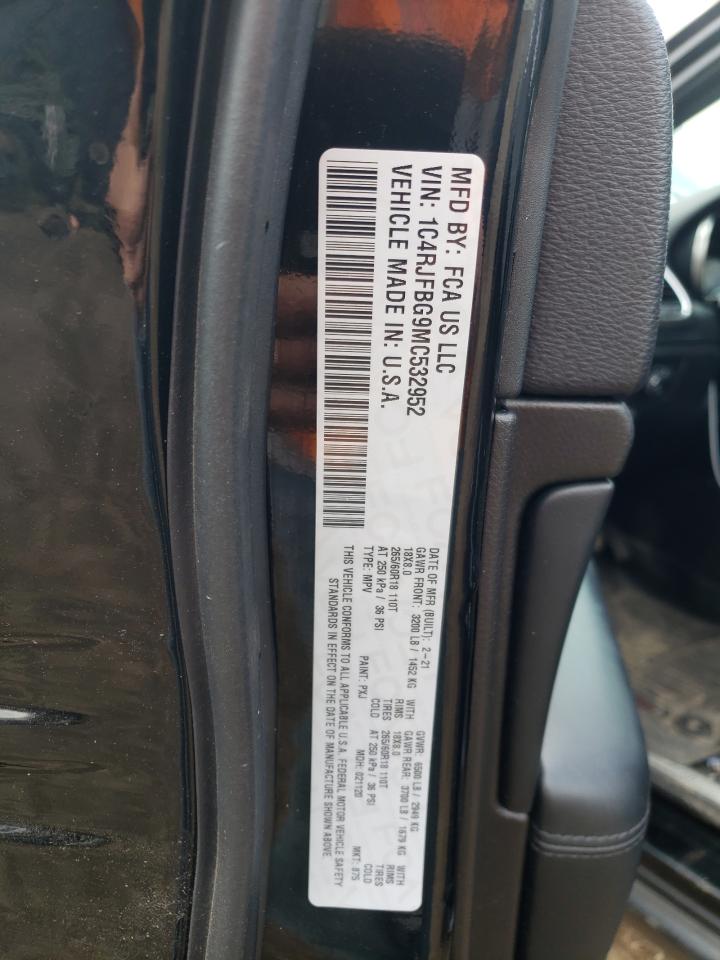 MFD BY: FCA US LLC
VIN: 1C4RJFBG9MC532952
VEHICLE MADE IN: U.S.A.
DATE OF MFR (BUILT): 2-21 GVWR: 6500 LB / 2949 KG
GAWR FRONT: 3200 LB / 1452 KG WITH GAWR REAR: 3700 LB / 1679 KG WITH
18X8.0 RIMS 18X8.0 RIMS
265/60R18 110T TIRES 265/60R18 110T TIRES
AT 250 kPa / 36 PSI COLD AT 250 kPa / 36 PSI COLD
TYPE: MPV PAINT: PXJ MDH: 021120 MKT: 875
THIS VEHICLE CONFORMS TO ALL APPLICABLE U.S.A. FEDERAL MOTOR VEHICLE SAFETY
STANDARDS IN EFFECT ON THE DATE OF MANUFACTURE SHOWN ABOVE